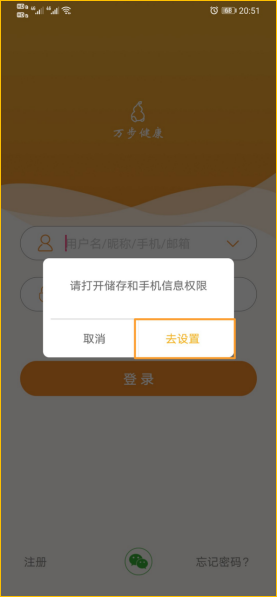 20:51
万步健康
用户名/昵称/手机/邮箱
请打开储存和手机信息权限
取消 去设置
登录
注册 忘记密码?